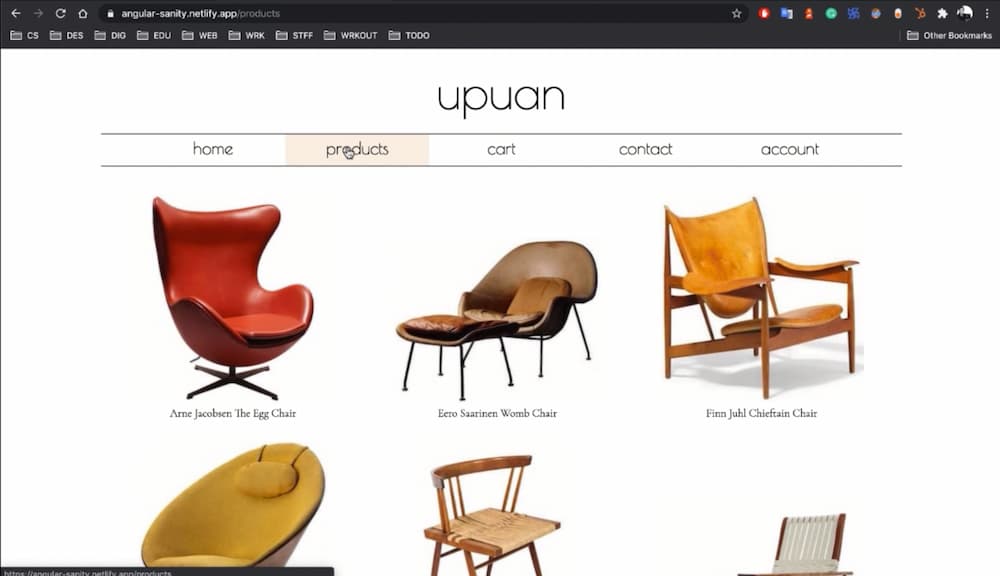 angular-sanity.netlify.app/products
CS DES DIG EDU WEB WRK STFF WRKOUT TODO Other Bookmarks
upuan
home products cart contact account
Arne Jacobsen The Egg Chair Eero Saarinen Womb Chair Finn Juhl Chieftain Chair
https://angular-sanity.netlify.app/products